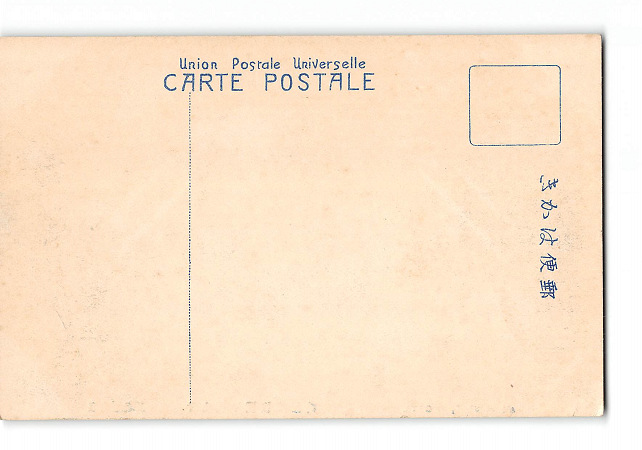 Union Postale Universelle
CARTE POSTALE
きかは便郵